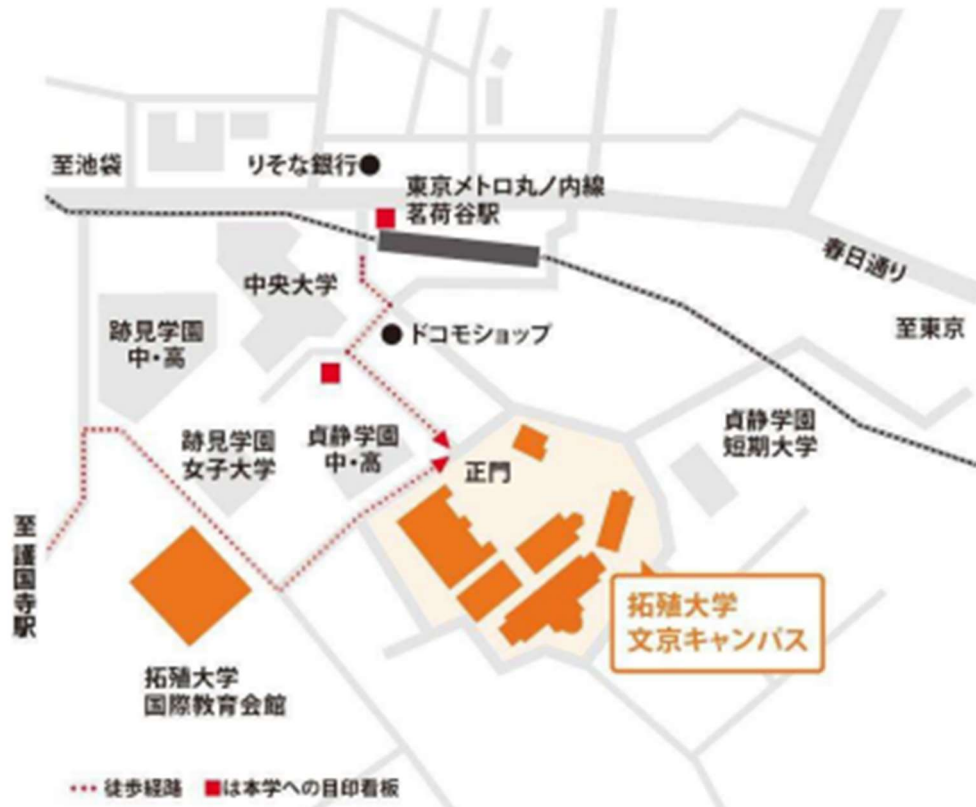 至池袋
りそな銀行
東京メトロ丸ノ内線
茗荷谷駅
春日通り
中央大学
至東京
跡見学園
中・高
ドコモショップ
貞静学園
短期大学
跡見学園
女子大学
貞静学園
中・高
正門
至護国寺駅
拓殖大学
文京キャンパス
拓殖大学
国際教育会館
徒歩経路 ■は本学への目印看板